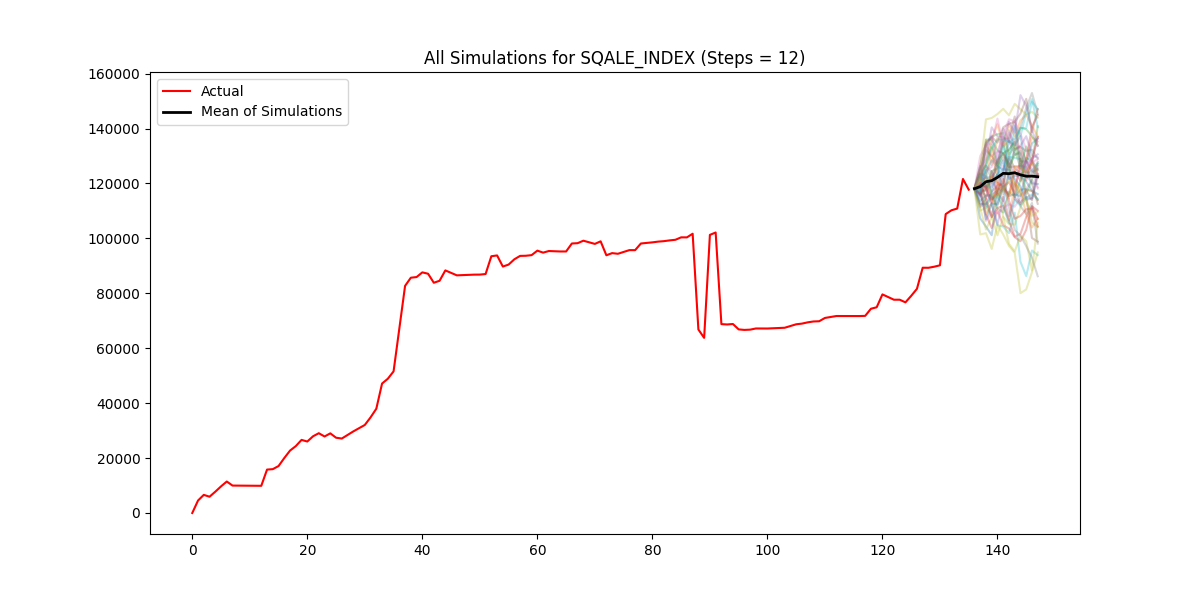 All Simulations for SQALE_INDEX (Steps = 12)
160000
140000
120000
100000
80000
60000
40000
20000
0
Actual
Mean of Simulations
0 20 40 60 80 100 120 140